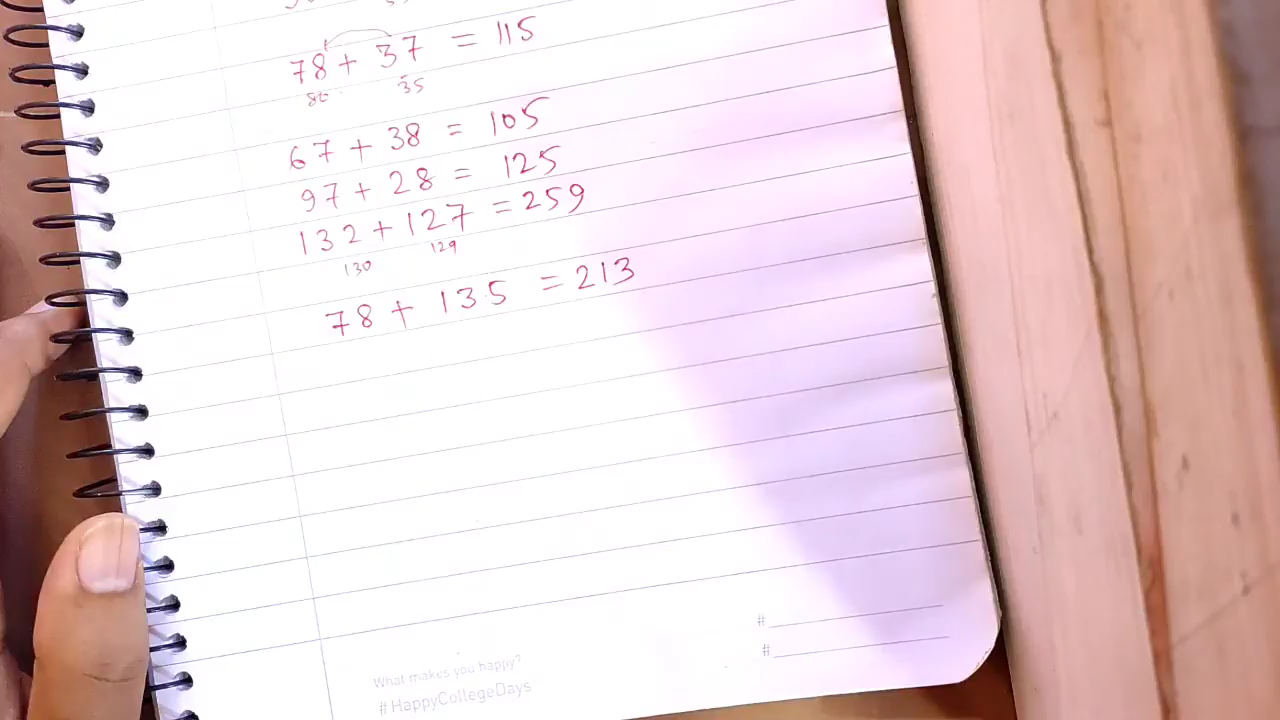 78 + 37 = 115
80 35
67 + 38 = 105
97 + 28 = 125
132 + 127 = 259
130 129
78 + 135 = 213
#
#
What makes you happy?
#HappyCollegeDays